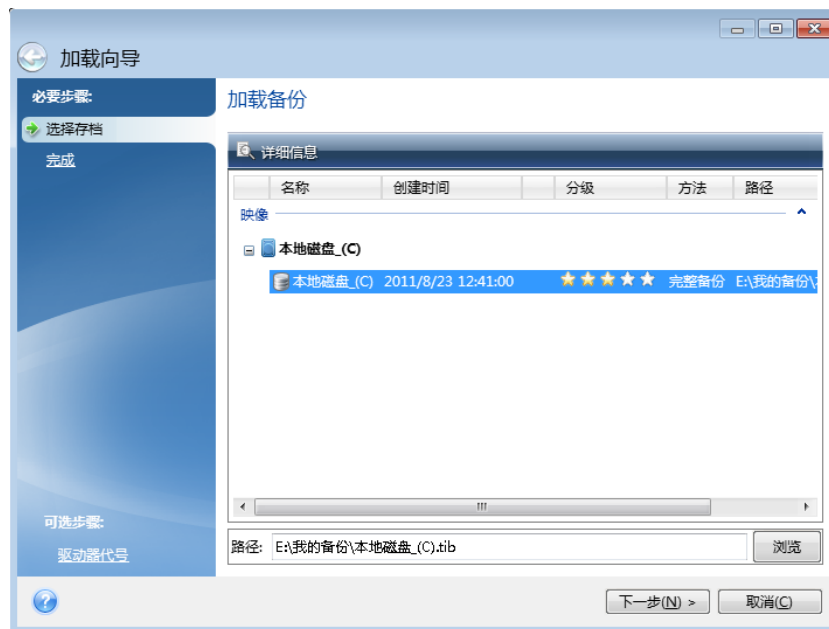 加载向导
必要步骤:
选择存档
完成
可选步骤:
驱动器代号
加载备份
详细信息
名称 创建时间 分级 方法 路径
映像
本地磁盘_(C)
本地磁盘_(C) 2011/8/23 12:41:00 完整备份 E:\我的备份\
路径: E:\我的备份\本地磁盘_(C).tib 浏览
下一步(N) > 取消(C)